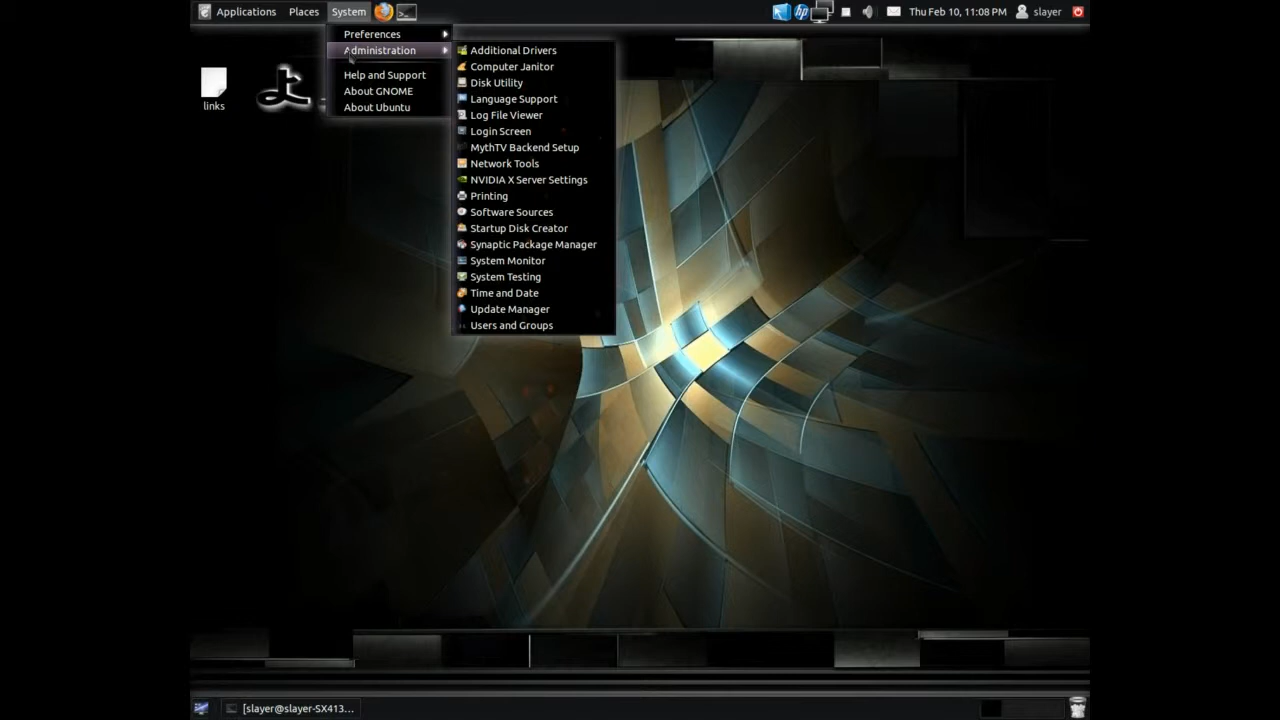 Applications Places System
Thu Feb 10, 11:08 PM slayer
Preferences
Administration
Help and Support
About GNOME
About Ubuntu
Additional Drivers
Computer Janitor
Disk Utility
Language Support
Log File Viewer
Login Screen
MythTV Backend Setup
Network Tools
NVIDIA X Server Settings
Printing
Software Sources
Startup Disk Creator
Synaptic Package Manager
System Monitor
System Testing
Time and Date
Update Manager
Users and Groups
links
[slayer@slayer-SX413...